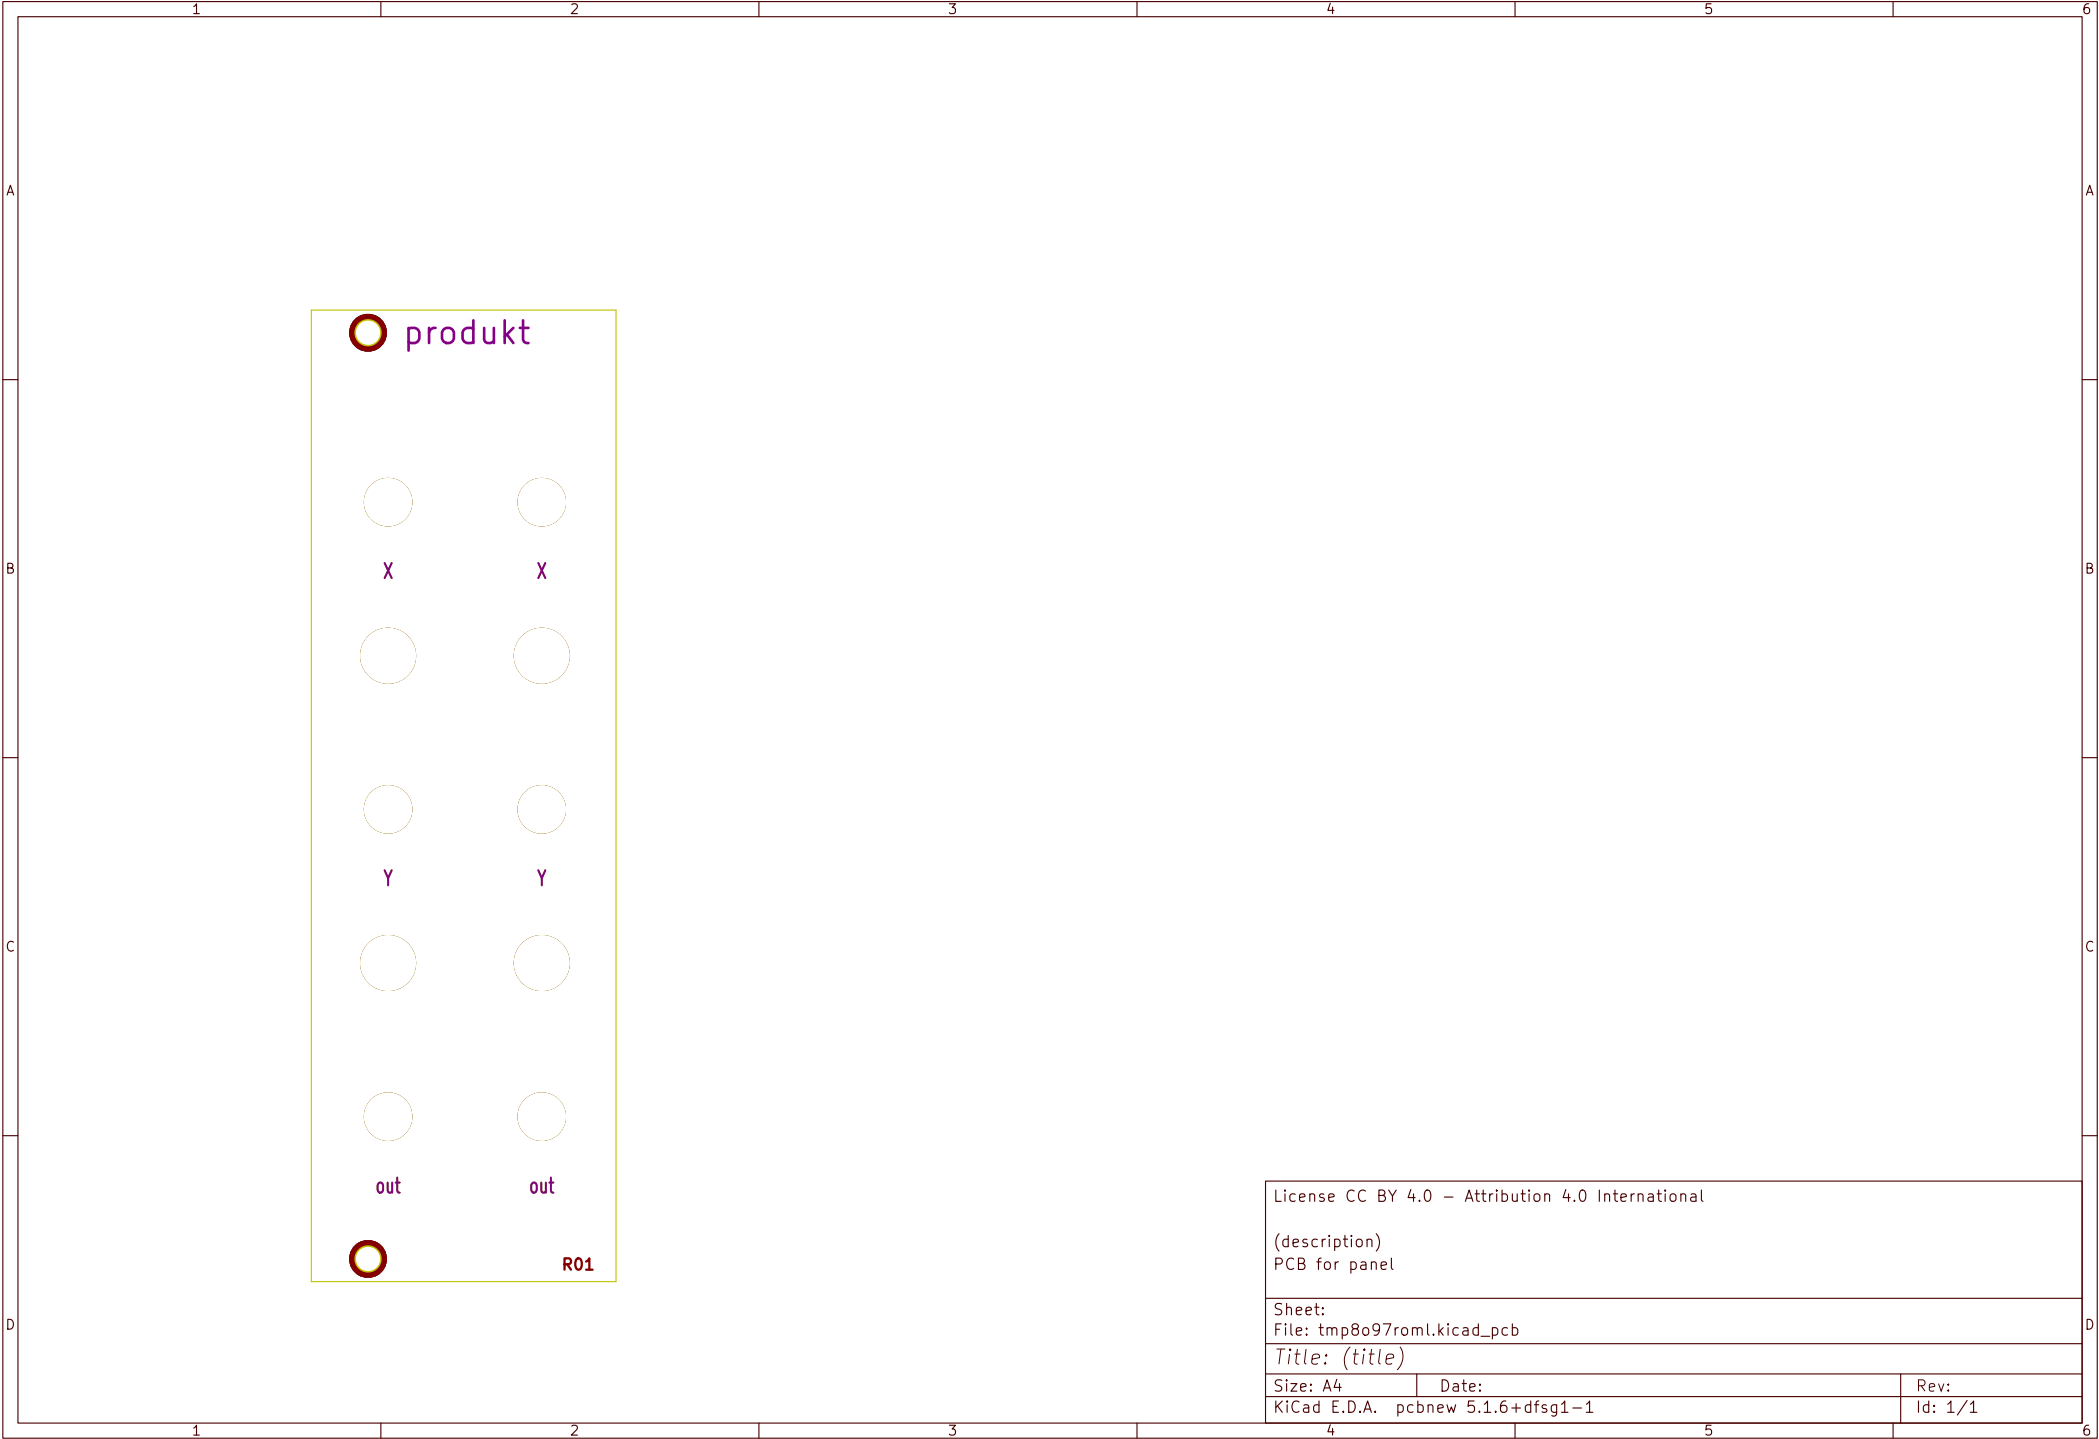 1 2 3 4 5 6
A A
produkt
X X
B B
Y Y
C C
out out
License CC BY 4.0 - Attribution 4.0 International
(description)
R01
PCB for panel
Sheet:
D D
File: tmp8o97roml.kicad_pcb
Title: (title)
Size: A4 Date: Rev:
KiCad E.D.A. pcbnew 5.1.6+dfsg1-1 Id: 1/1
1 2 3 4 5 6